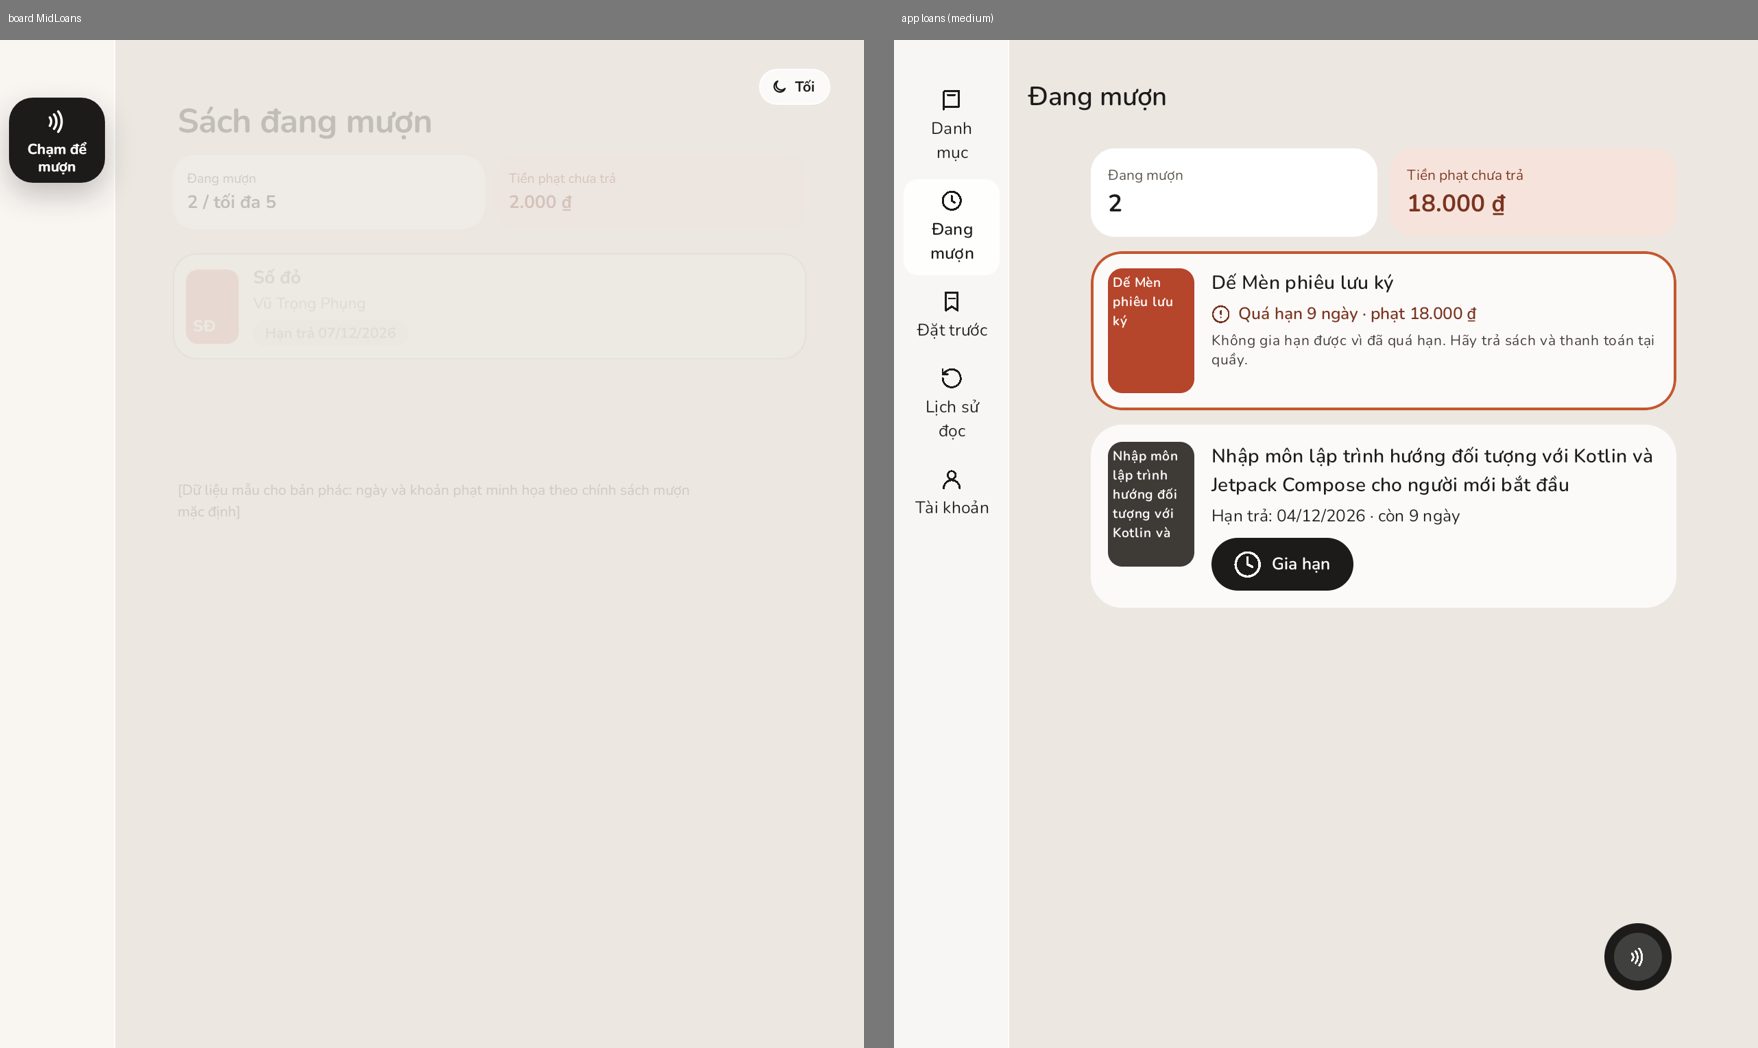 board MidLoans
Chạm để
mượn
Tối
Sách đang mượn
Đang mượn
2 / tối đa 5
Tiền phạt chưa trả
2.000 ₫
SĐ
Số đỏ
Vũ Trọng Phụng
Hạn trả 07/12/2026
[Dữ liệu mẫu cho bản phác: ngày và khoản phạt minh họa theo chính sách mượn
mặc định]
app loans (medium)
Danh
mục
Đang
mượn
Đặt trước
Lịch sử
đọc
Tài khoản
Đang mượn
Đang mượn
2
Tiền phạt chưa trả
18.000 ₫
Dế Mèn
phiêu lưu
ký
Dế Mèn phiêu lưu ký
Quá hạn 9 ngày · phạt 18.000 ₫
Không gia hạn được vì đã quá hạn. Hãy trả sách và thanh toán tại
quầy.
Nhập môn
lập trình
hướng đối
tượng với
Kotlin và
Nhập môn lập trình hướng đối tượng với Kotlin và
Jetpack Compose cho người mới bắt đầu
Hạn trả: 04/12/2026 · còn 9 ngày
Gia hạn